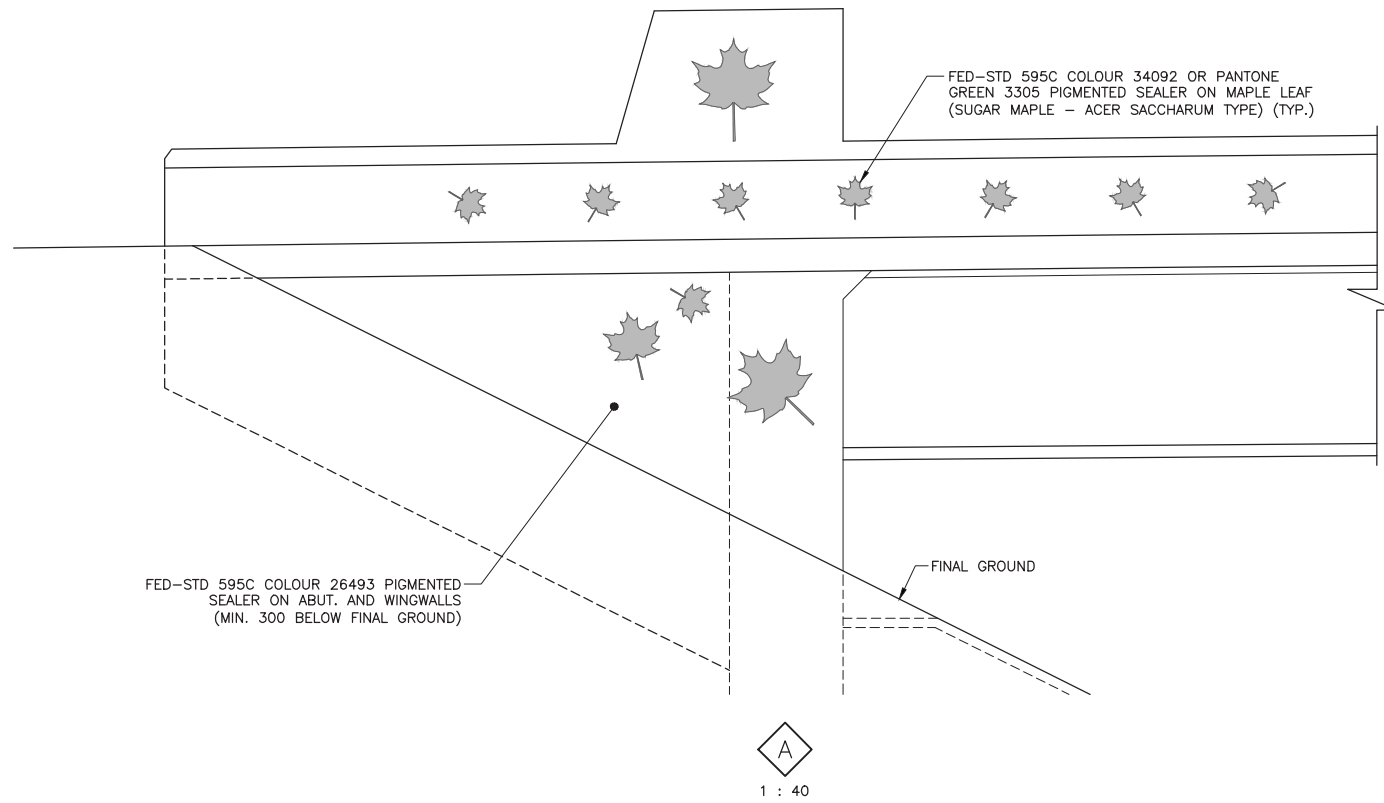 FED-STD 595C COLOUR 34092 OR PANTONE
GREEN 3305 PIGMENTED SEALER ON MAPLE LEAF
(SUGAR MAPLE - ACER SACCHARUM TYPE) (TYP.)
FED-STD 595C COLOUR 26493 PIGMENTED
SEALER ON ABUT. AND WINGWALLS
(MIN. 300 BELOW FINAL GROUND)
FINAL GROUND
A
1 : 40